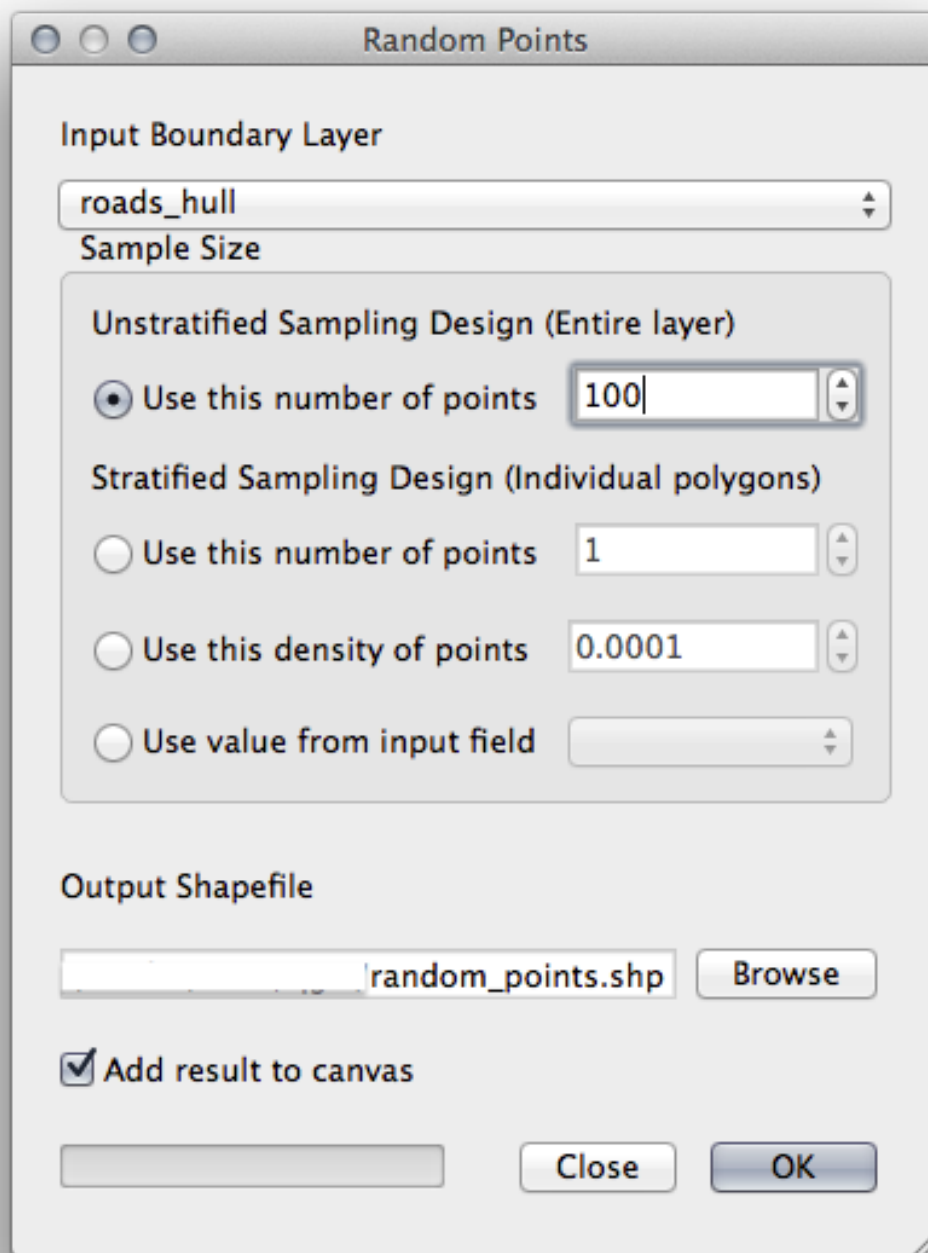 Random Points
Input Boundary Layer
roads_hull
Sample Size
Unstratified Sampling Design (Entire layer)
Use this number of points 100
Stratified Sampling Design (Individual polygons)
Use this number of points 1
Use this density of points 0.0001
Use value from input field
Output Shapefile
random_points.shp Browse
Add result to canvas
Close OK